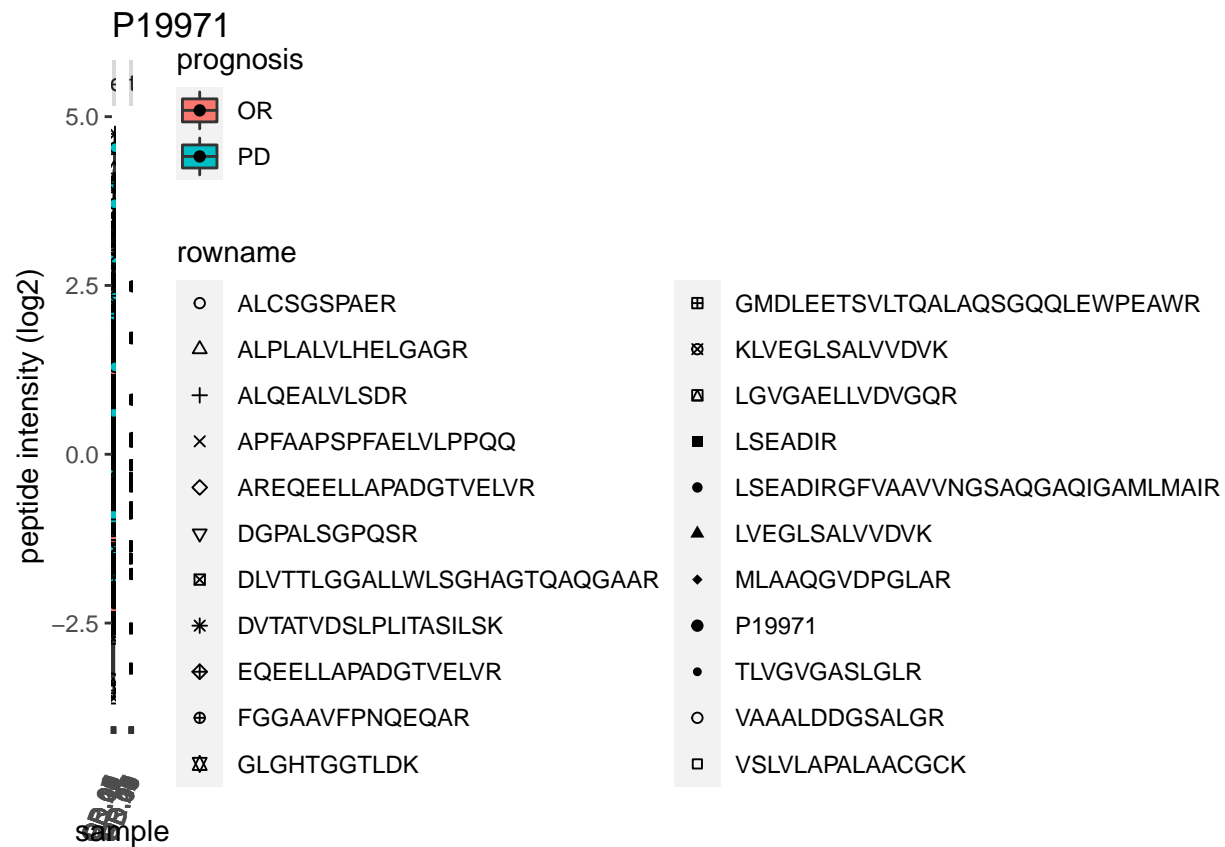 P19971
prognosis
OR
PD
5.0
2.5
0.0
−2.5
peptide intensity (log2)
sample
rowname
ALCSGSPAER
ALPLALVLHELGAGR
ALQEALVLSDR
APFAAPSPFAELVLPPQQ
AREQEELLAPADGTVELVR
DGPALSGPQSR
DLVTTLGGALLWLSGHAGTQAQGAAR
DVTATVDSLPLITASILSK
EQEELLAPADGTVELVR
FGGAAVFPNQEQAR
GLGHTGGTLDK
GMDLEETSVLTQALAQSGQQLEWPEAWR
KLVEGLSALVVDVK
LGVGAELLVDVGQR
LSEADIR
LSEADIRGFVAAVVNGSAQGAQIGAMLMAIR
LVEGLSALVVDVK
MLAAQGVDPGLAR
P19971
TLVGVGASLGLR
VAAALDDGSALGR
VSLVLAPALAACGCK